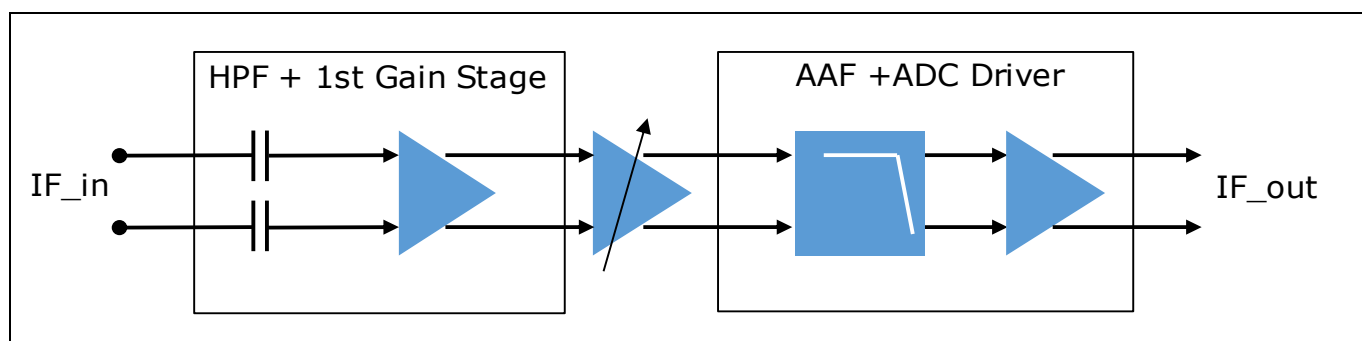 HPF + 1st Gain Stage
AAF +ADC Driver
IF_in
IF_out